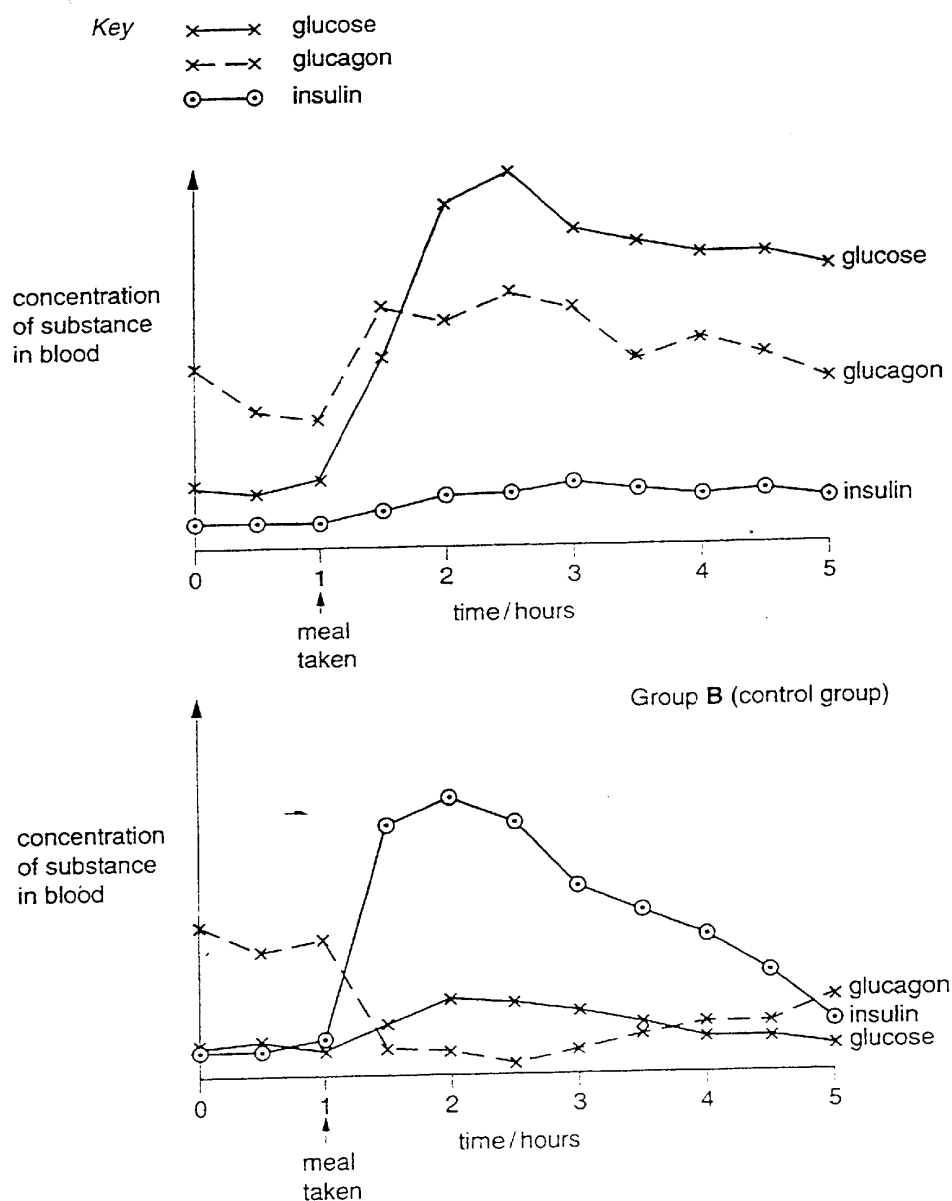 Key
glucose
glucagon
insulin
concentration
of substance
in blood
glucose
glucagon
insulin
0 1 2 3 4 5
time/hours
meal
taken
Group B (control group)
concentration
of substance
in blood
glucagon
insulin
glucose
0 1 2 3 4 5
time/hours
meal
taken